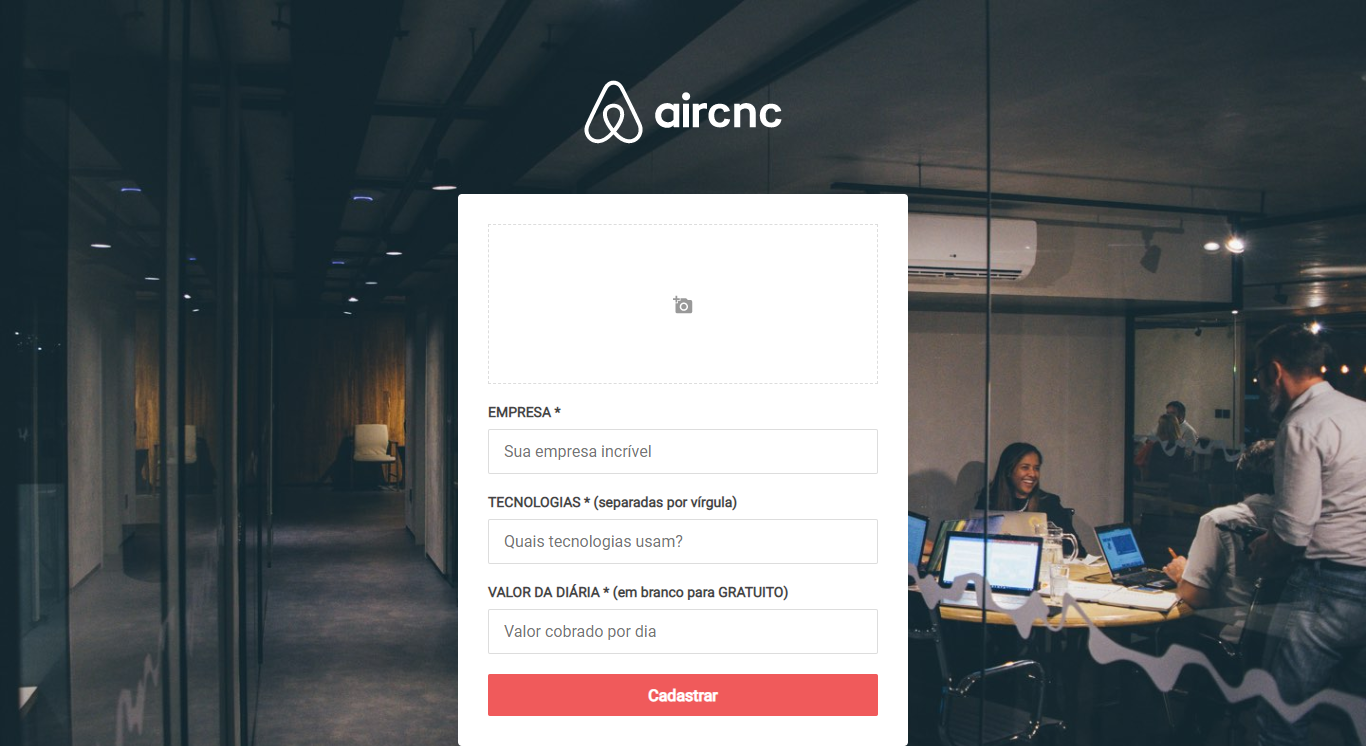 aircnc
EMPRESA *
Sua empresa incrível
TECNOLOGIAS * (separadas por vírgula)
Quais tecnologias usam?
VALOR DA DIÁRIA * (em branco para GRATUITO)
Valor cobrado por dia
Cadastrar